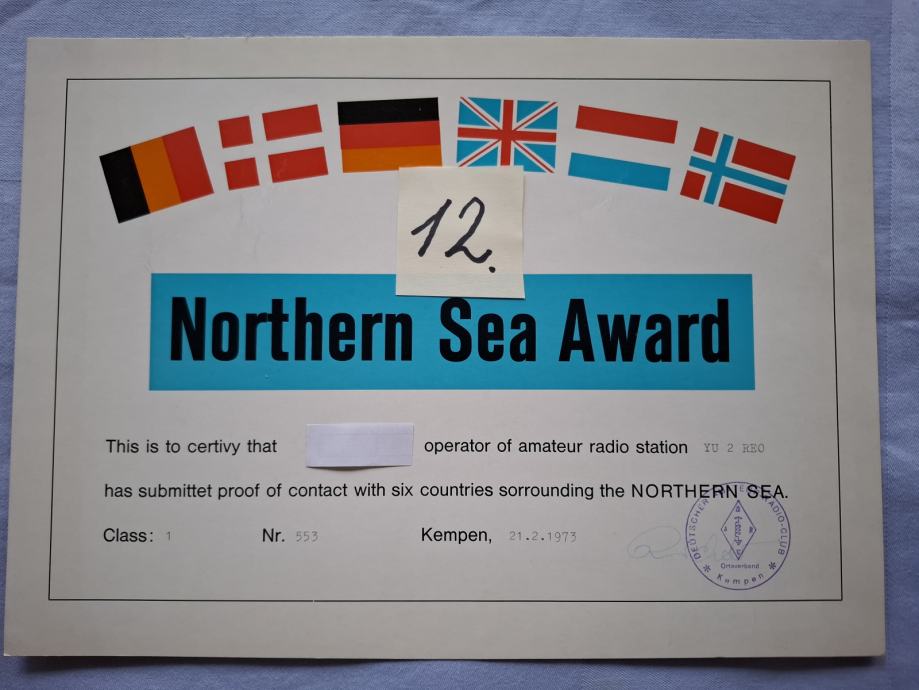 12.
Northern Sea Award
This is to certivy that operator of amateur radio station YU 2 REO
has submittet proof of contact with six countries sorrounding the NORTHERN SEA.
Class: 1 Nr. 553 Kempen, 21.2.1973
DEUTSCHER AMATEUR-RADIO-CLUB
Ortsverband
Kempen